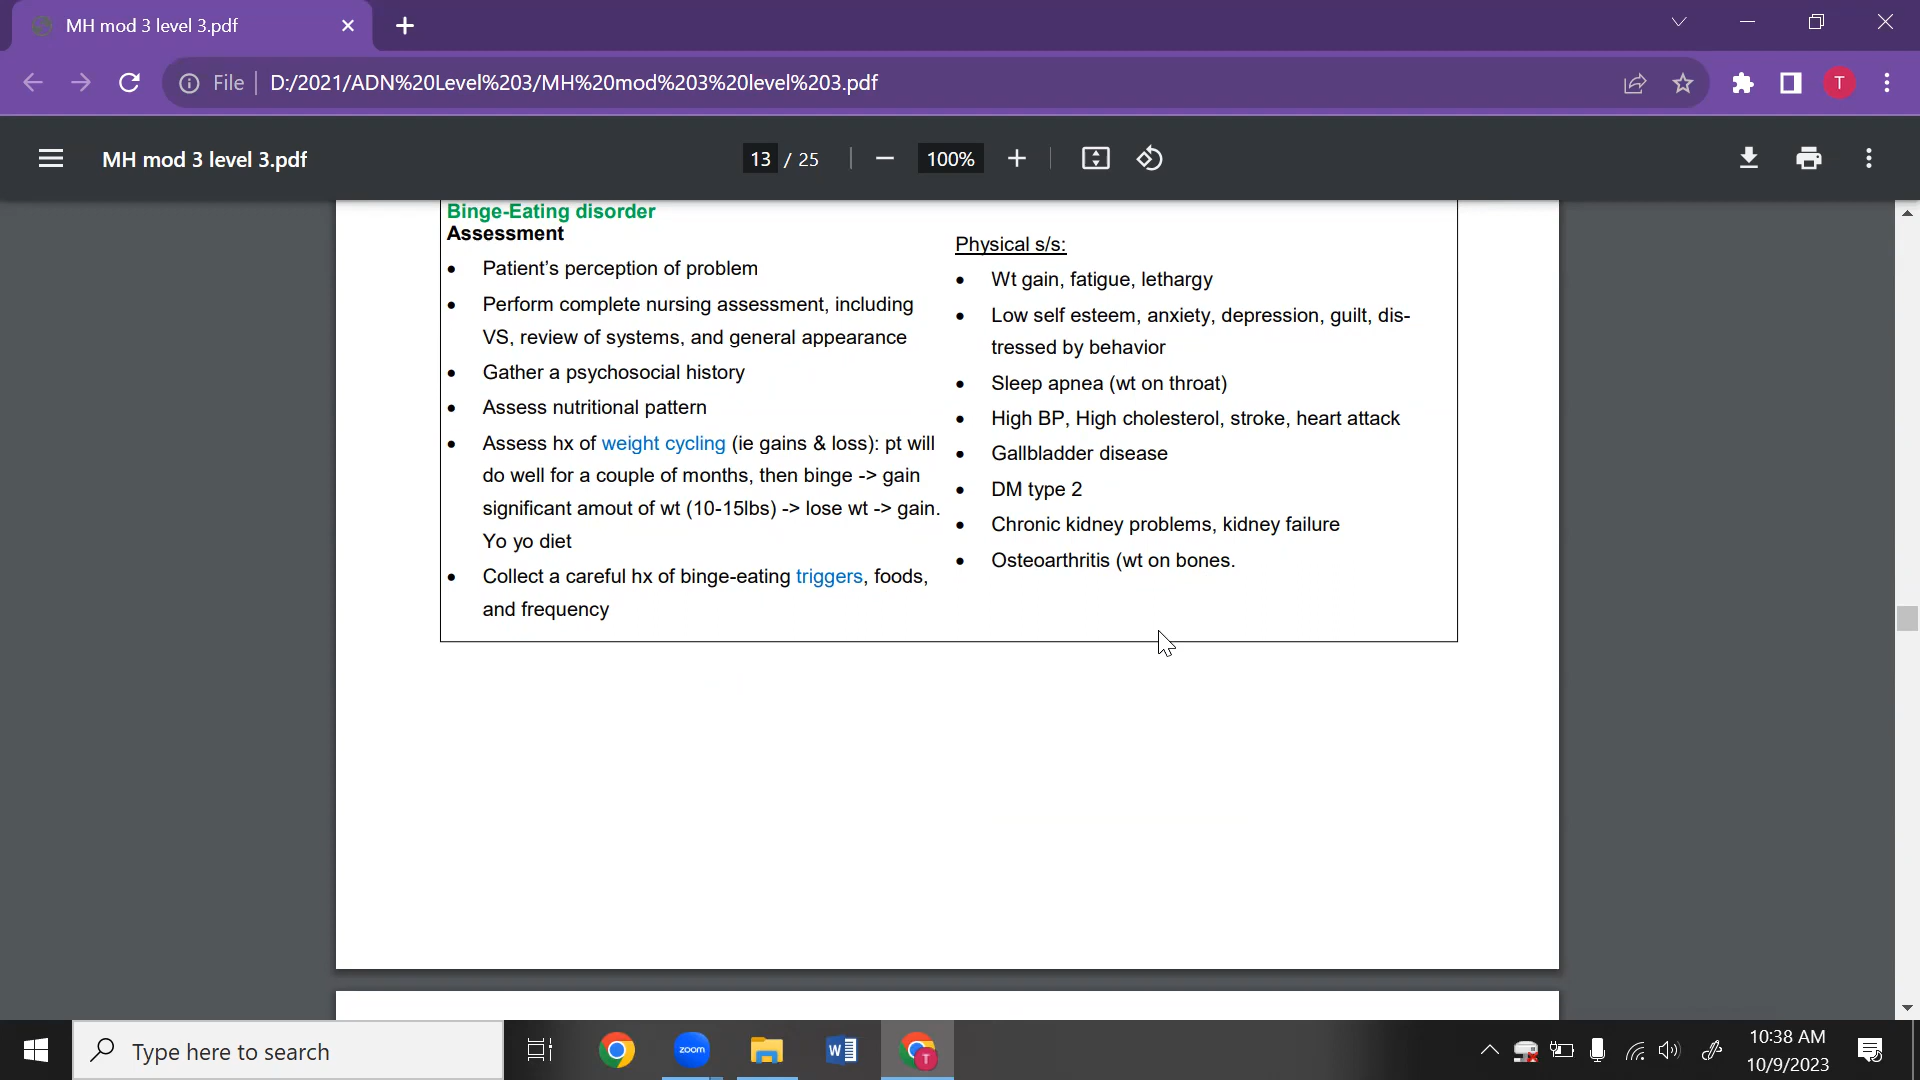 MH mod 3 level 3.pdf
File
D:/2021/ADN%20Level%203/MH%20mod%203%20level%203.pdf
T
MH mod 3 level 3.pdf
13 / 25
100%
Binge-Eating disorder
Assessment
• Patient’s perception of problem
• Perform complete nursing assessment, including
VS, review of systems, and general appearance
• Gather a psychosocial history
• Assess nutritional pattern
• Assess hx of weight cycling (ie gains & loss): pt will
do well for a couple of months, then binge -> gain
significant amout of wt (10-15lbs) -> lose wt -> gain.
Yo yo diet
• Collect a careful hx of binge-eating triggers, foods,
and frequency
Physical s/s:
• Wt gain, fatigue, lethargy
• Low self esteem, anxiety, depression, guilt, dis-
tressed by behavior
• Sleep apnea (wt on throat)
• High BP, High cholesterol, stroke, heart attack
• Gallbladder disease
• DM type 2
• Chronic kidney problems, kidney failure
• Osteoarthritis (wt on bones.
Type here to search
zoom
W
T
10:38 AM
10/9/2023